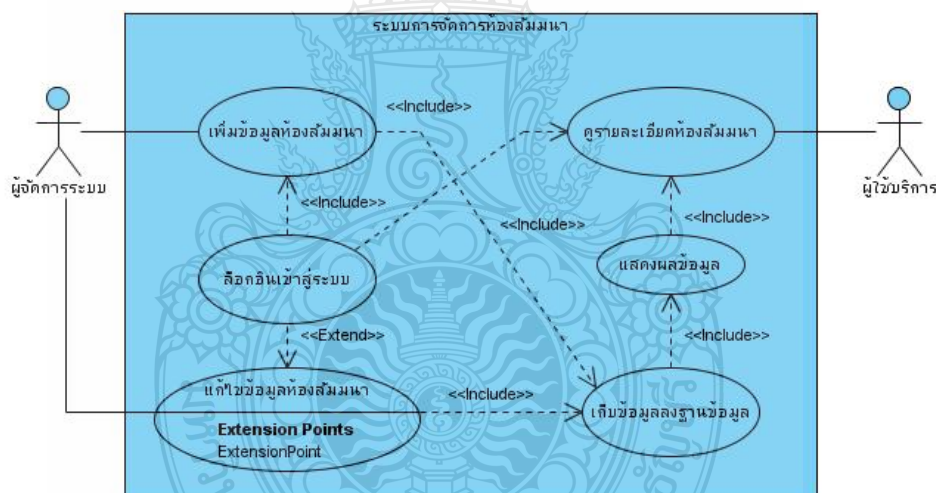 ระบบการจัดการห้องสัมมนา
<<Include>>
เพิ่มข้อมูลห้องสัมมนา
ดูรายละเอียดห้องสัมมนา
ผู้จัดการระบบ
ผู้ใช้บริการ
<<Include>>
<<Include>>
<<Include>>
ล็อกอินเข้าสู่ระบบ
แสดงผลข้อมูล
<<Extend>>
<<Include>>
แก้ไขข้อมูลห้องสัมมนา
<<Include>>
เก็บข้อมูลลงฐานข้อมูล
Extension Points
ExtensionPoint